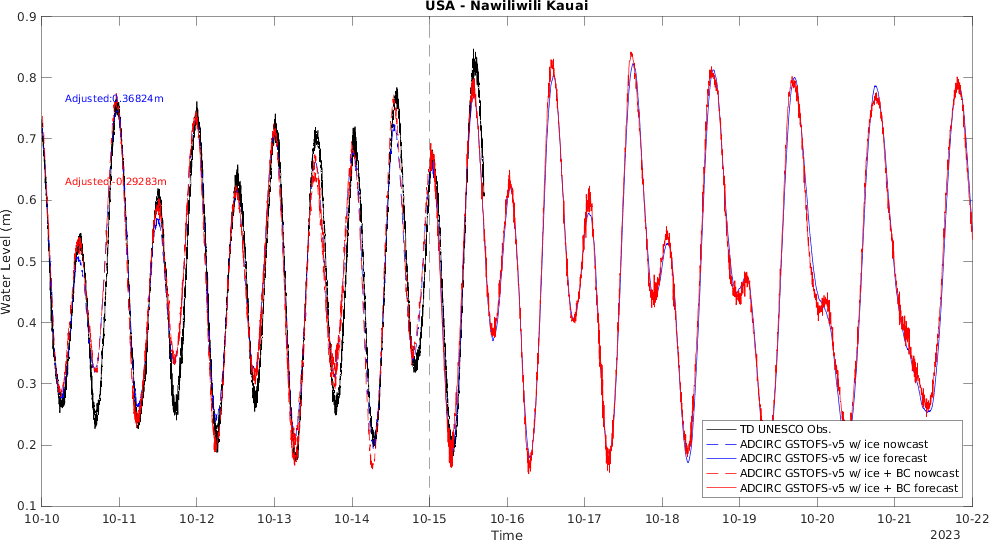 USA - Nawiliwili Kauai
0.9
0.8
0.7
0.6
0.5
0.4
0.3
0.2
0.1
Water Level (m)
Adjusted:0.36824m
Adjusted:-0.29283m
TD UNESCO Obs.
ADCIRC GSTOFS-v5 w/ ice nowcast
ADCIRC GSTOFS-v5 w/ ice forecast
ADCIRC GSTOFS-v5 w/ ice + BC nowcast
ADCIRC GSTOFS-v5 w/ ice + BC forecast
10-10 10-11 10-12 10-13 10-14 10-15 10-16 10-17 10-18 10-19 10-20 10-21 10-22
Time
2023